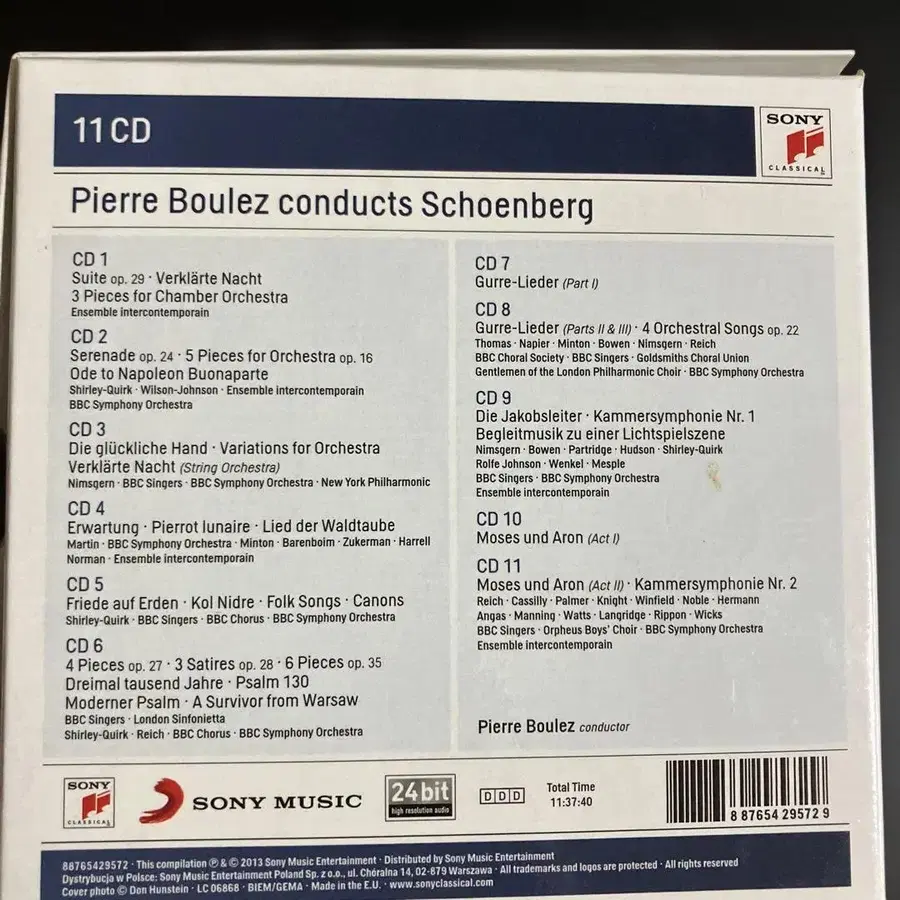 11 CD
SONY
CLASSICAL
Pierre Boulez conducts Schoenberg
CD 1
Suite op. 29 · Verklärte Nacht
3 Pieces for Chamber Orchestra
Ensemble intercontemporain
CD 2
Serenade op. 24 · 5 Pieces for Orchestra op. 16
Ode to Napoleon Buonaparte
Shirley-Quirk · Wilson-Johnson · Ensemble intercontemporain
BBC Symphony Orchestra
CD 3
Die glückliche Hand · Variations for Orchestra
Verklärte Nacht (String Orchestra)
Nimsgern · BBC Singers · BBC Symphony Orchestra · New York Philharmonic
CD 4
Erwartung · Pierrot lunaire · Lied der Waldtaube
Martin · BBC Symphony Orchestra · Minton · Barenboim · Zukerman · Harrell
Norman · Ensemble intercontemporain
CD 5
Friede auf Erden · Kol Nidre · Folk Songs · Canons
Shirley-Quirk · BBC Singers · BBC Chorus · BBC Symphony Orchestra
CD 6
4 Pieces op. 27 · 3 Satires op. 28 · 6 Pieces op. 35
Dreimal tausend Jahre · Psalm 130
Moderner Psalm · A Survivor from Warsaw
BBC Singers · London Sinfonietta
Shirley-Quirk · Reich · BBC Chorus · BBC Symphony Orchestra
CD 7
Gurre-Lieder (Part I)
CD 8
Gurre-Lieder (Parts II & III) · 4 Orchestral Songs op. 22
Thomas · Napier · Minton · Bowen · Nimsgern · Reich
BBC Choral Society · BBC Singers · Goldsmiths Choral Union
Gentlemen of the London Philharmonic Choir · BBC Symphony Orchestra
CD 9
Die Jakobsleiter · Kammersymphonie Nr. 1
Begleitmusik zu einer Lichtspielszene
Nimsgern · Bowen · Partridge · Hudson · Shirley-Quirk
Rolfe Johnson · Wenkel · Mesple
BBC Singers · BBC Symphony Orchestra
Ensemble intercontemporain
CD 10
Moses und Aron (Act I)
CD 11
Moses und Aron (Act II) · Kammersymphonie Nr. 2
Reich · Cassilly · Palmer · Knight · Winfield · Noble · Hermann
Angas · Manning · Watts · Langridge · Rippon · Wicks
BBC Singers · Orpheus Boys' Choir · BBC Symphony Orchestra
Ensemble intercontemporain
Pierre Boulez conductor
SONY
CLASSICAL
SONY MUSIC
24 bit
high resolution audio
DDD
Total Time
11:37:40
8 87654 29572 9
88765429572 · This compilation ℗ & © 2013 Sony Music Entertainment · Distributed by Sony Music Entertainment
Dystrybucja w Polsce: Sony Music Entertainment Poland Sp. z o.o., ul. Chóralna 14, 02-879 Warszawa · All trademarks and logos are protected · All rights reserved
Cover photo © Don Hunstein · LC 06868 · BIEM/GEMA · Made in the E.U. · www.sonyclassical.com